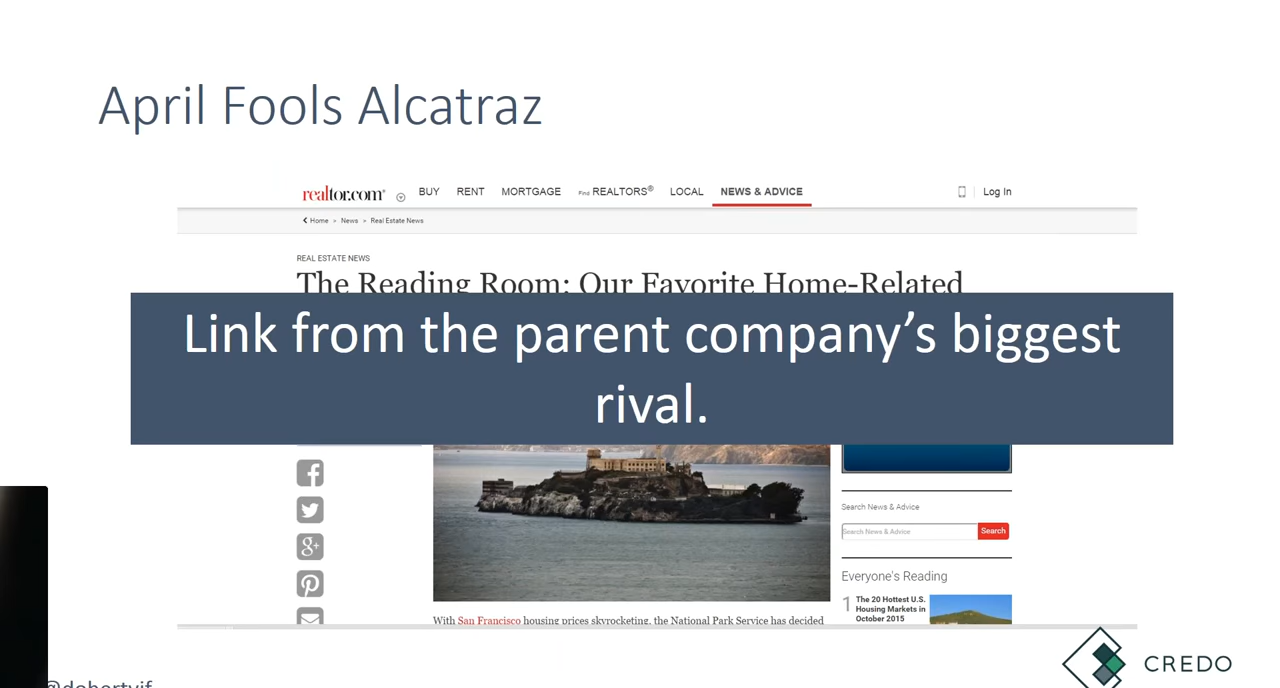 April Fools Alcatraz
realtor.com®
BUY RENT MORTGAGE Find REALTORS® LOCAL NEWS & ADVICE
Log In
Home > News > Real Estate News
REAL ESTATE NEWS
The Reading Room: Our Favorite Home-Related
Link from the parent company’s biggest
rival.
Search News & Advice
Search News & Advice Search
Everyone's Reading
1 The 20 Hottest U.S.
Housing Markets in
October 2015
With San Francisco housing prices skyrocketing, the National Park Service has decided
CREDO